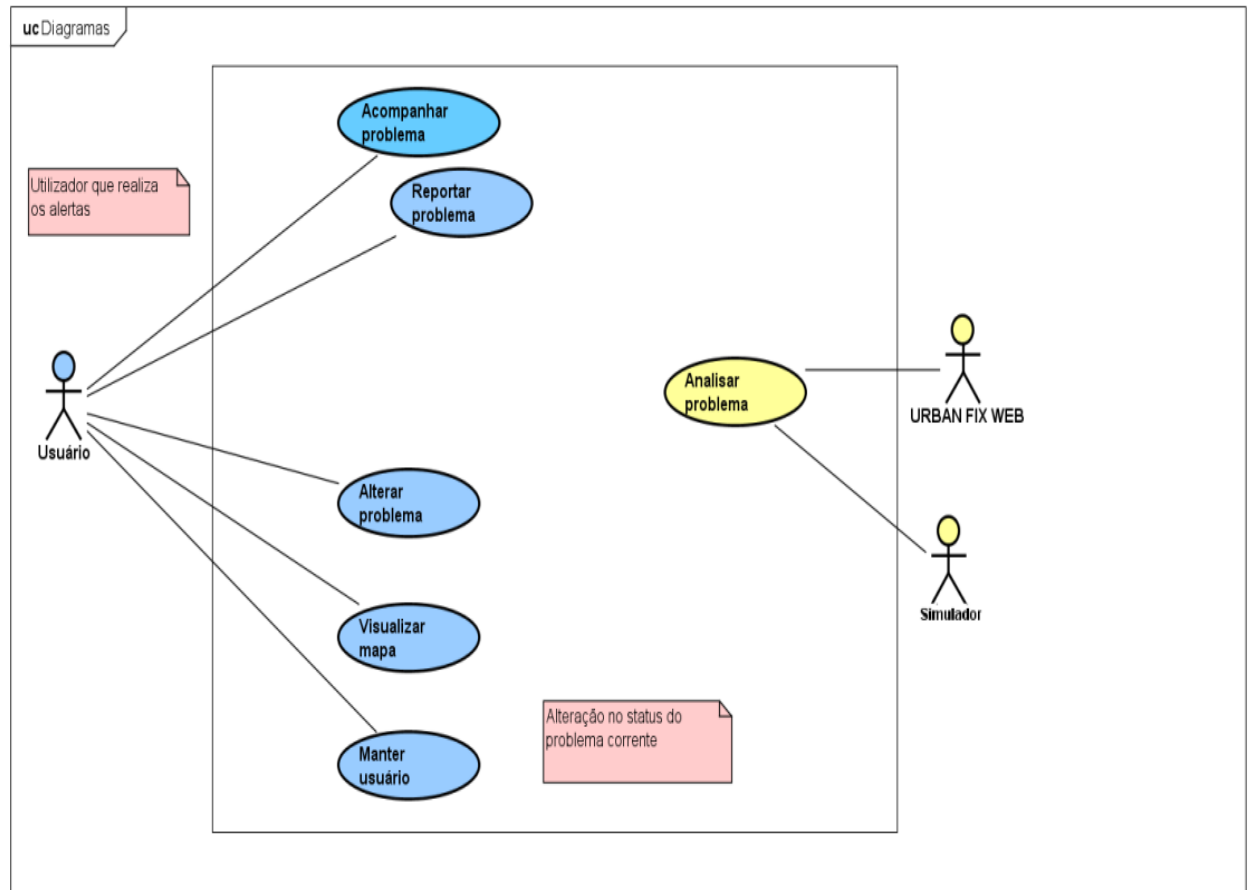 uc Diagramas
Acompanhar
problema
Utilizador que realiza
os alertas
Reportar
problema
Usuário
Analisar
problema
URBAN FIX WEB
Alterar
problema
Simulador
Visualizar
mapa
Alteração no status do
problema corrente
Manter
usuário